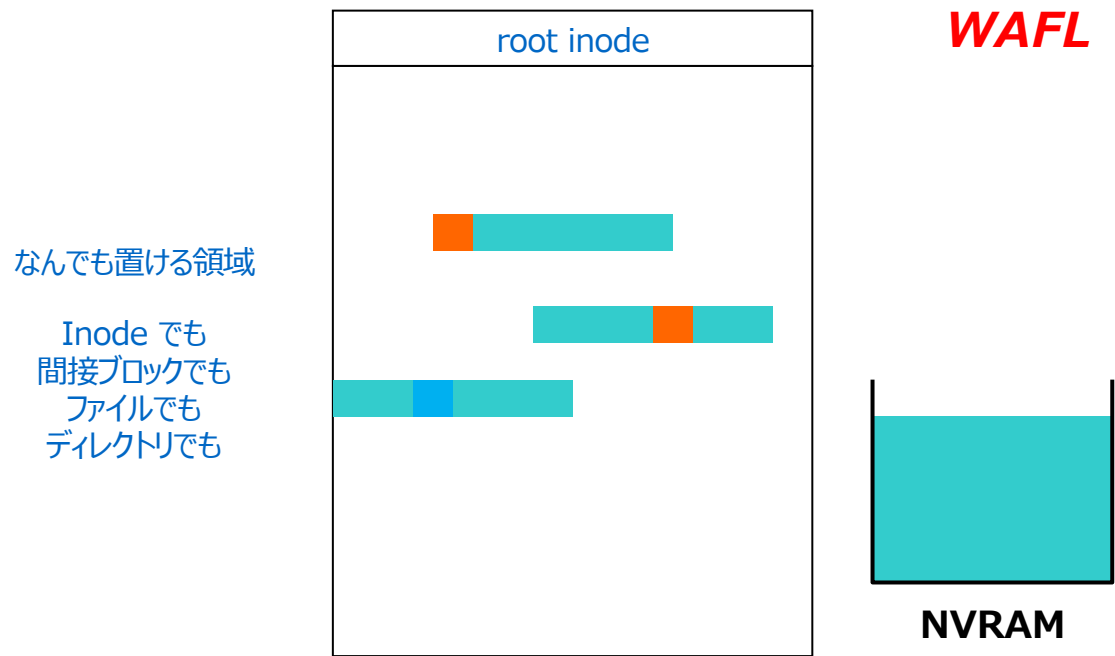 root inode
WAFL
なんでも置ける領域
Inode でも
間接ブロックでも
ファイルでも
ディレクトリでも
NVRAM